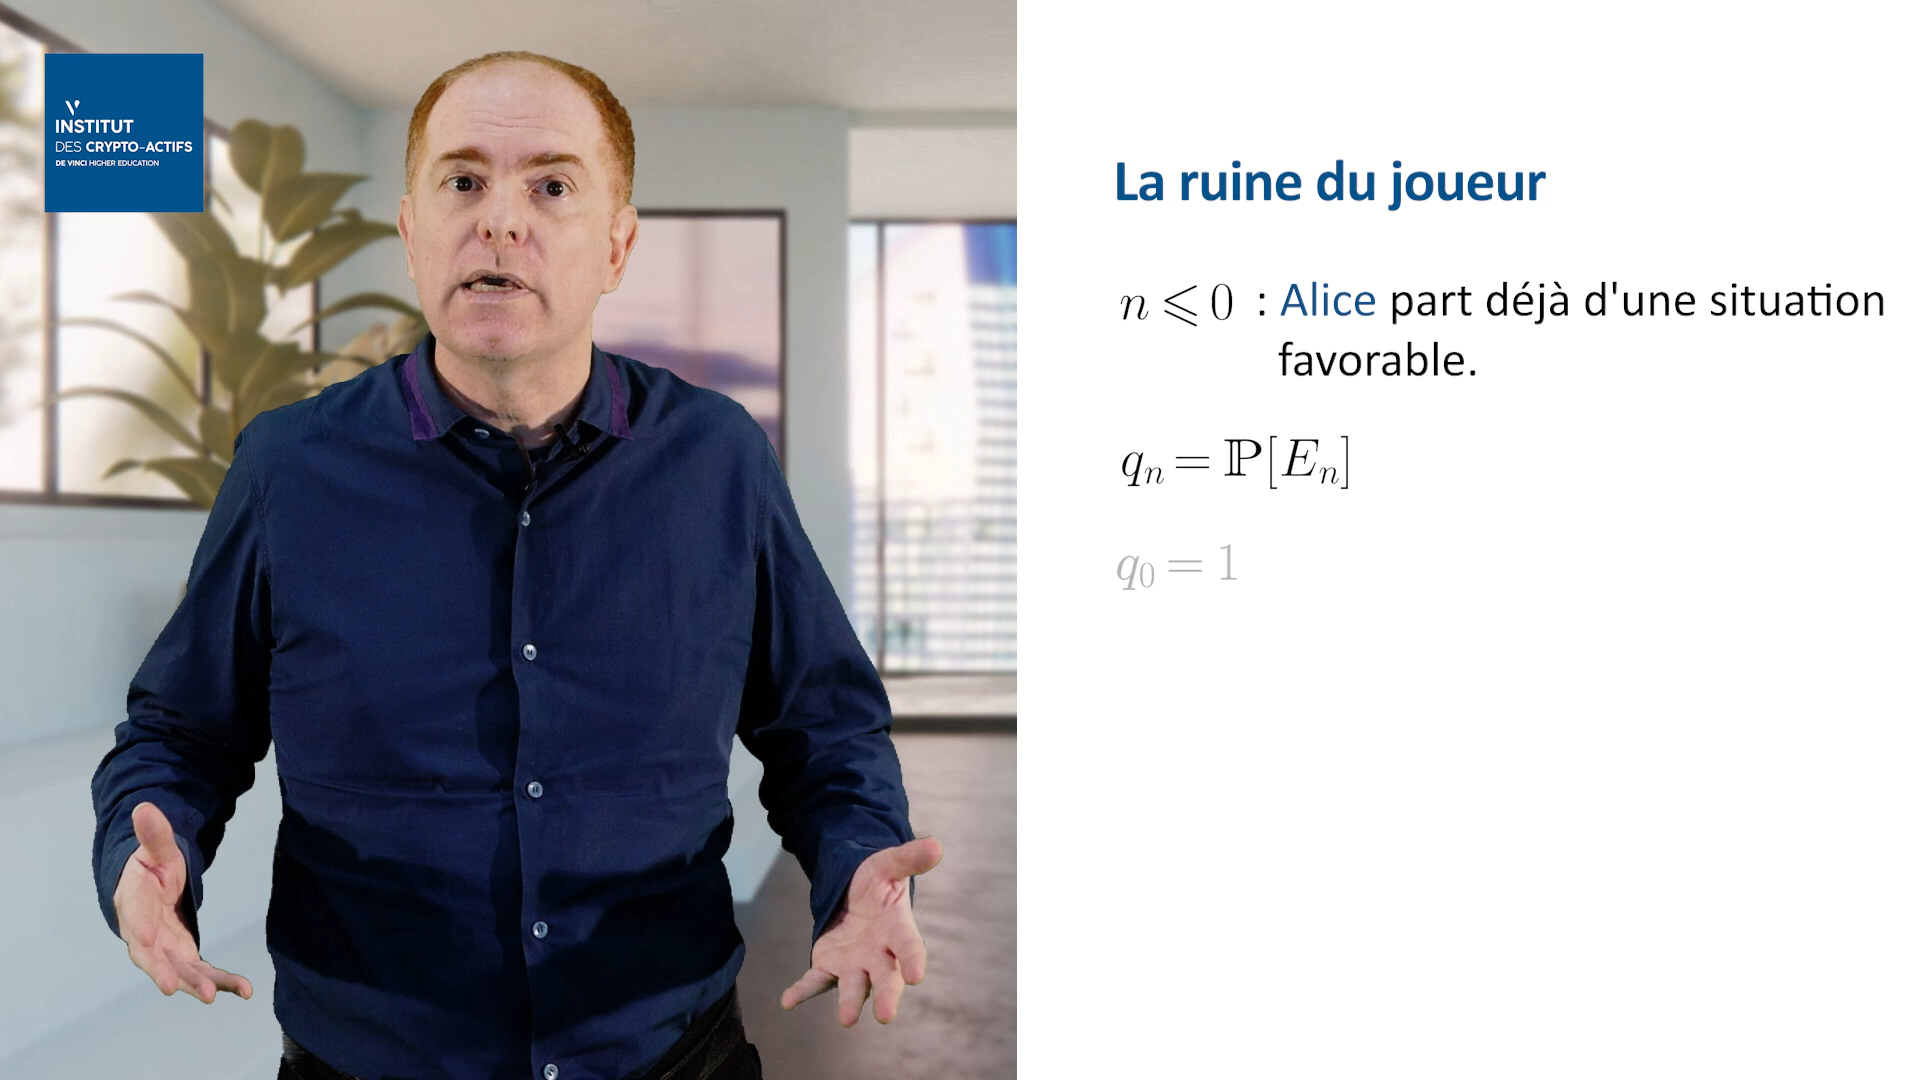 INSTITUT
DES CRYPTO-ACTIFS
DE VINCI HIGHER EDUCATION
La ruine du joueur
n ⩽ 0 : Alice part déjà d'une situation
favorable.
qₙ = ℙ[Eₙ]
q₀ = 1